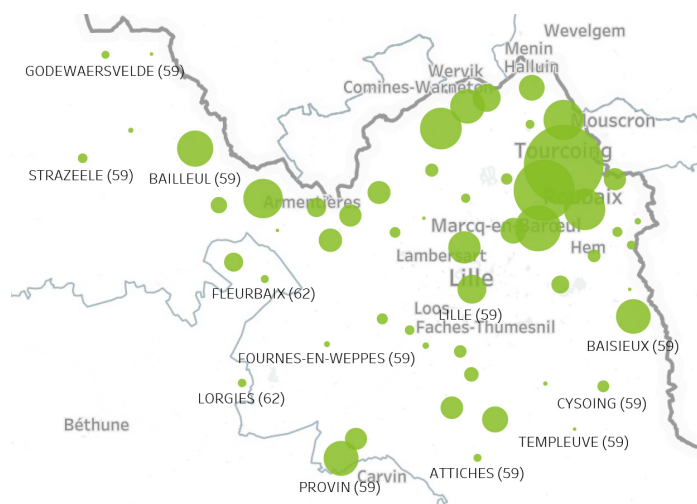 Wevelgem
Menin
Halluin
GODEWAERSVELDE (59)
Wervik
Comines-Warneton
Mouscron
Tourcoing
STRAZEELE (59)
BAILLEUL (59)
Armentières
Roubaix
Marcq-en-Barœul
Hem
Lambersart
Lille
FLEURBAIX (62)
Loos
LILLE (59)
Faches-Thumesnil
BAISIEUX (59)
FOURNES-EN-WEPPES (59)
LORGIES (62)
CYSOING (59)
Béthune
TEMPLEUVE (59)
ATTICHES (59)
Carvin
PROVIN (59)